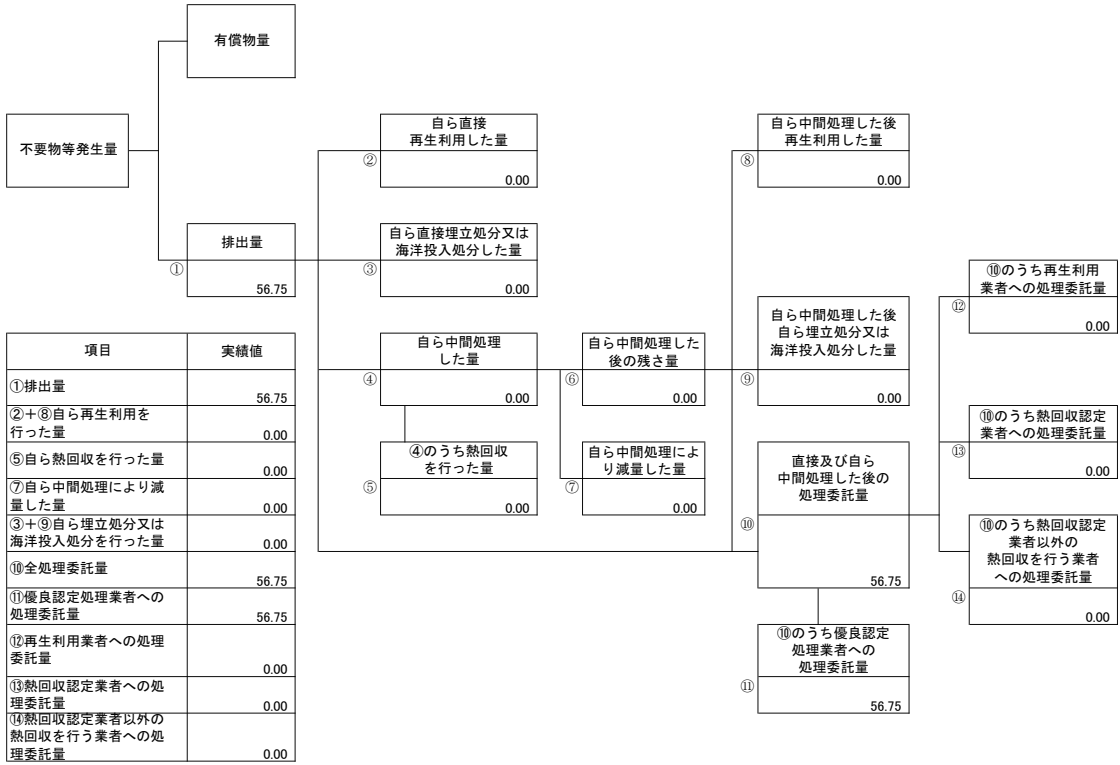 有償物量
不要物等発生量
排出量
①
56.75
自ら直接
再生利用した量
②
0.00
自ら直接埋立処分又は
海洋投入処分した量
③
0.00
自ら中間処理
した量
④
0.00
④のうち熱回収
を行った量
⑤
0.00
自ら中間処理した
後の残さ量
⑥
0.00
自ら中間処理によ
り減量した量
⑦
0.00
自ら中間処理した後
再生利用した量
⑧
0.00
自ら中間処理した後
自ら埋立処分又は
海洋投入処分した量
⑨
0.00
直接及び自ら
中間処理した後の
処理委託量
⑩
56.75
⑩のうち優良認定
処理業者への
処理委託量
⑪
56.75
⑩のうち再生利用
業者への処理委託量
⑫
0.00
⑩のうち熱回収認定
業者への処理委託量
⑬
0.00
⑩のうち熱回収認定
業者以外の
熱回収を行う業者
への処理委託量
⑭
0.00
項目 実績値
①排出量 56.75
②＋⑧自ら再生利用を
行った量 0.00
⑤自ら熱回収を行った量 0.00
⑦自ら中間処理により減
量した量 0.00
③＋⑨自ら埋立処分又は
海洋投入処分を行った量 0.00
⑩全処理委託量 56.75
⑪優良認定処理業者への
処理委託量 56.75
⑫再生利用業者への処理
委託量 0.00
⑬熱回収認定業者への処
理委託量 0.00
⑭熱回収認定業者以外の
熱回収を行う業者への処
理委託量 0.00